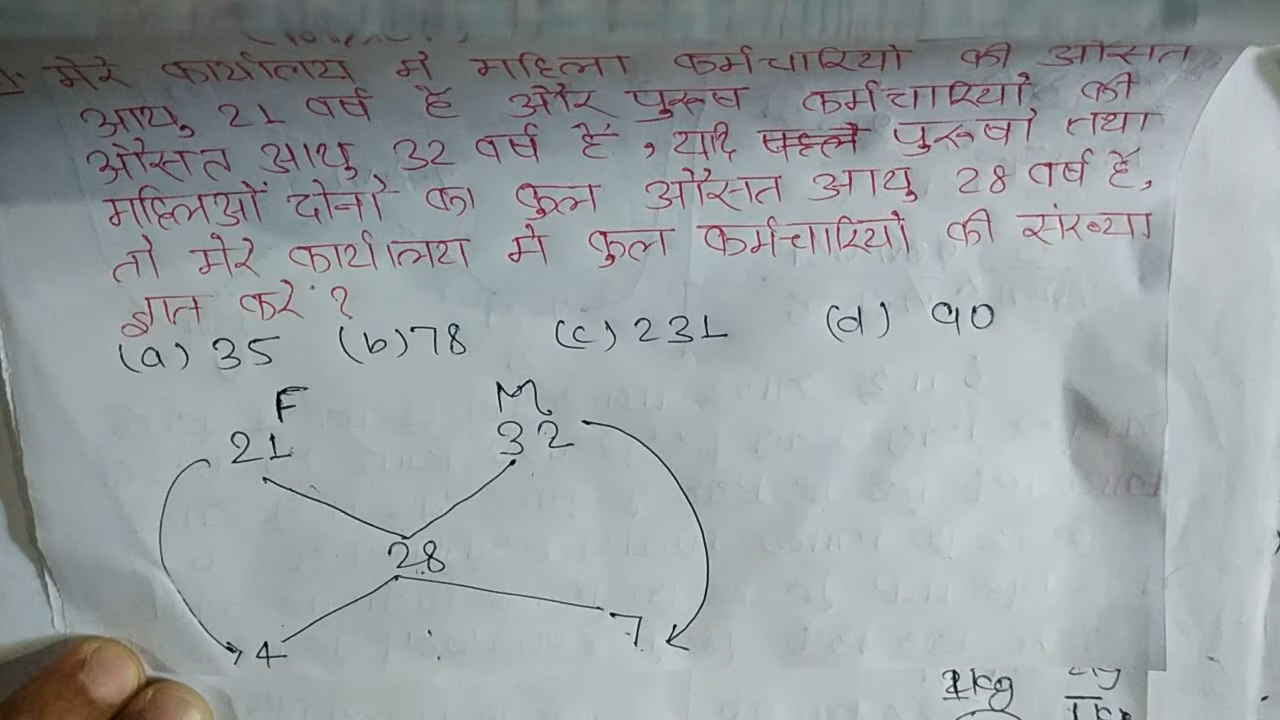 मेरे कार्यालय में महिला कर्मचारियों की औसत
आयु 21 वर्ष है और पुरूष कर्मचारियों की
औसत आयु 32 वर्ष है, यदि पुरूषों तथा
महिलिओं दोनों का कुल औसत आयु 28 वर्ष है,
तो मेरे कार्यालय मे कुल कर्मचारियों की संख्या
ज्ञात करें ?
(a) 35 (b) 78 (c) 231 (d) 90
F M
21 32
28
4 7
1kg